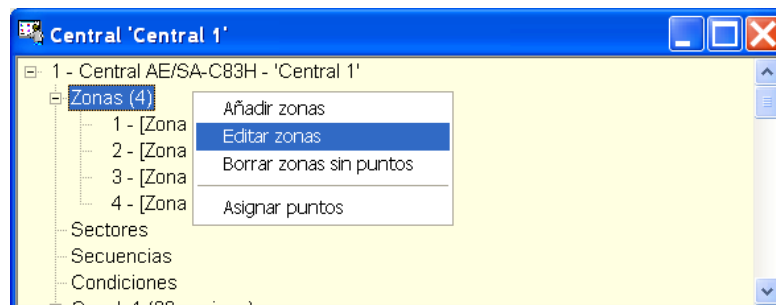 Central 'Central 1'
1 - Central AE/SA-C83H - 'Central 1'
Zonas (4)
Añadir zonas
1 - [Zona
Editar zonas
2 - [Zona
Borrar zonas sin puntos
3 - [Zona
4 - [Zona
Asignar puntos
Sectores
Secuencias
Condiciones